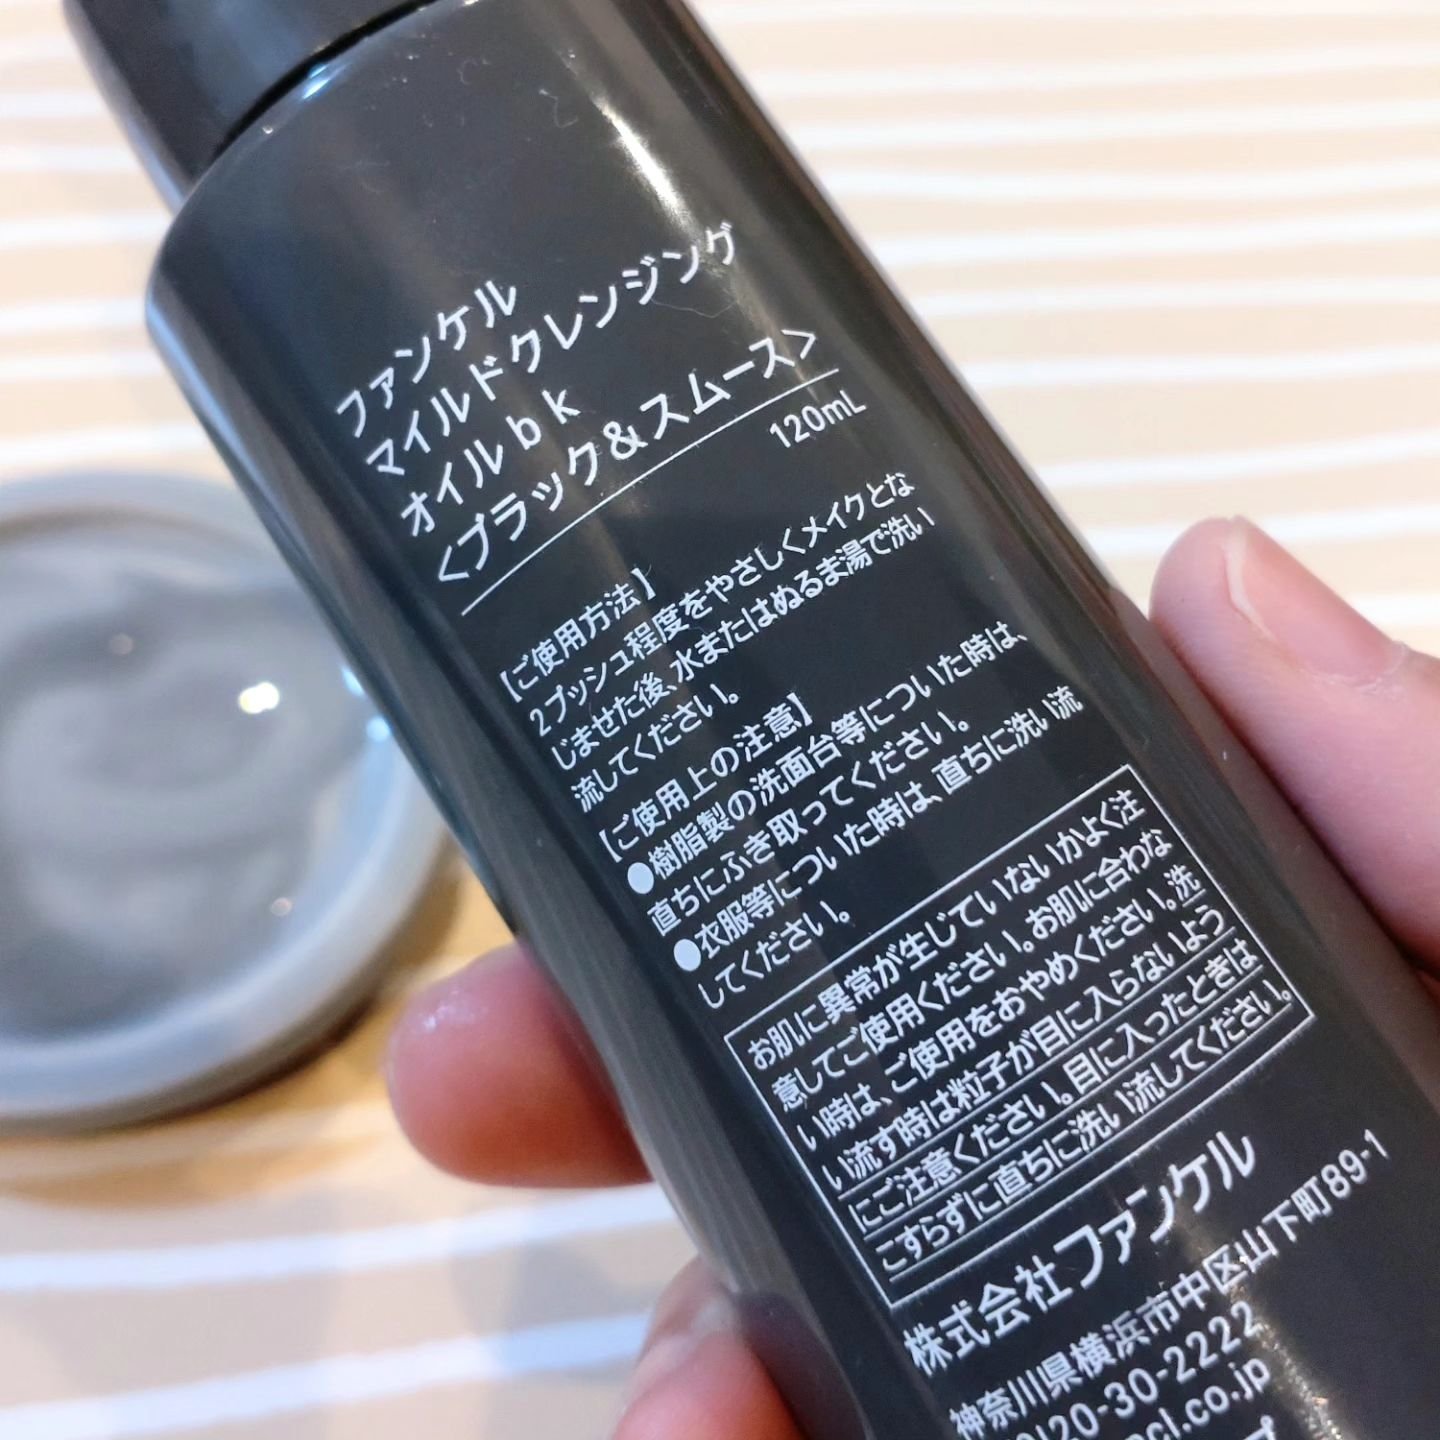 ファンケル
マイルドクレンジング
オイルｂｋ
<ブラック&スムース>
120mL
【ご使用方法】
2プッシュ程度をやさしくメイクとな
じませた後、水またはぬるま湯で洗い
流してください。
【ご使用上の注意】
●樹脂製の洗面台等についた時は、
直ちにふき取ってください。
●衣服等についた時は、直ちに洗い流
してください。
お肌に異常が生じていないかよく注
意してご使用ください。お肌に合わな
い時は、ご使用をおやめください。洗
い流す時は粒子が目に入らないよう
にご注意ください。目に入ったときは
こすらずに直ちに洗い流してください。
株式会社ファンケル
神奈川県横浜市中区山下町89-1
0120-30-2222
cl.co.jp